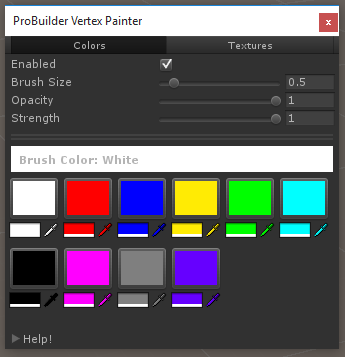 ProBuilder Vertex Painter
x
Colors Textures
Enabled
Brush Size 0.5
Opacity 1
Strength 1
Brush Color: White
Help!